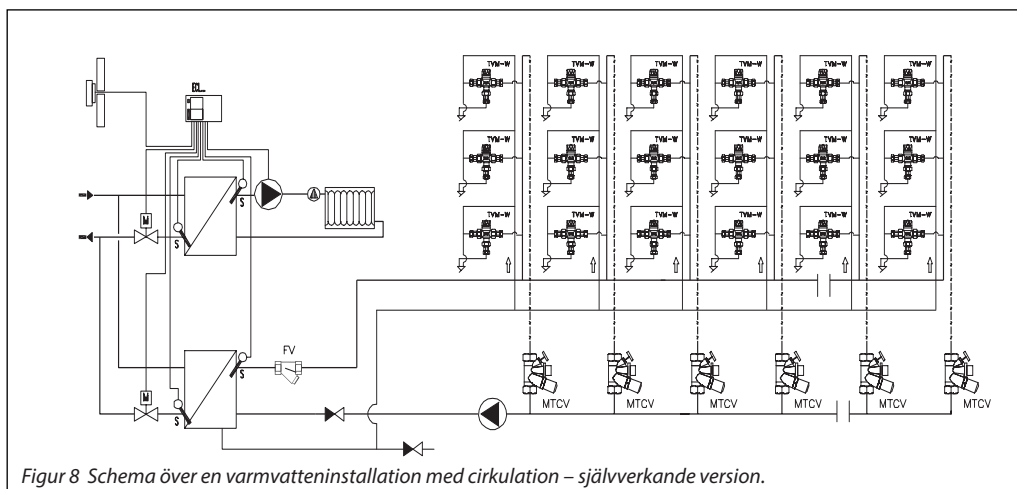 ECL
TVM-W TVM-W TVM-W TVM-W TVM-W TVM-W
M
S
TVM-W TVM-W TVM-W TVM-W TVM-W TVM-W
S
TVM-W TVM-W TVM-W TVM-W TVM-W TVM-W
FV
S
M
S
MTCV MTCV MTCV MTCV MTCV MTCV
Figur 8 Schema över en varmvatteninstallation med cirkulation – självverkande version.